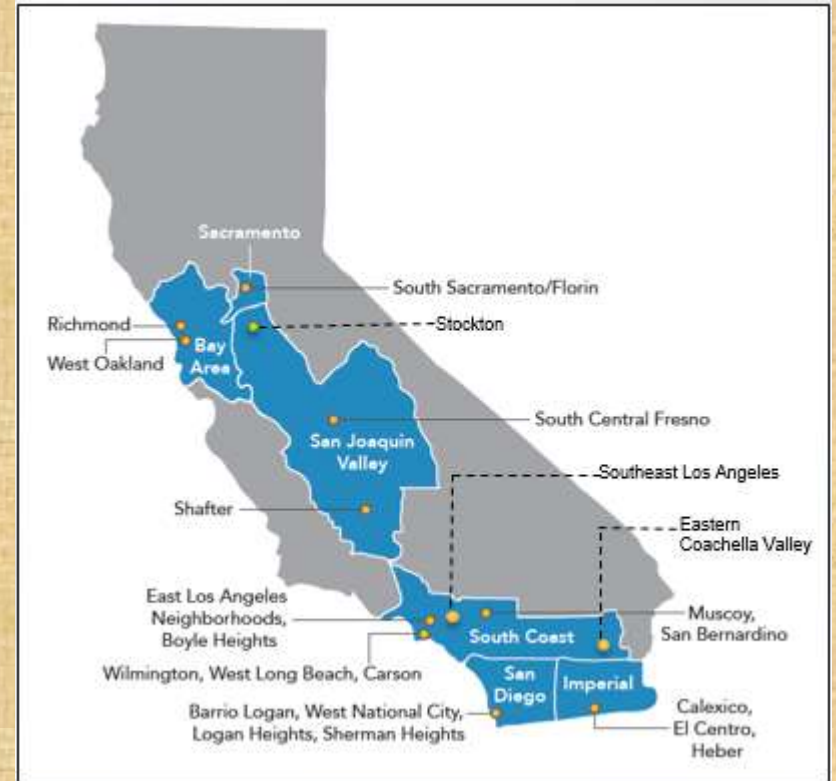 Sacramento
South Sacramento/Florin
Richmond
Stockton
West Oakland
Bay
Area
South Central Fresno
San Joaquin
Valley
Southeast Los Angeles
Shafter
Eastern
Coachella Valley
East Los Angeles
Neighborhoods,
Boyle Heights
Muscoy,
San Bernardino
South Coast
Wilmington, West Long Beach, Carson
San
Diego
Imperial
Barrio Logan, West National City,
Logan Heights, Sherman Heights
Calexico,
El Centro,
Heber